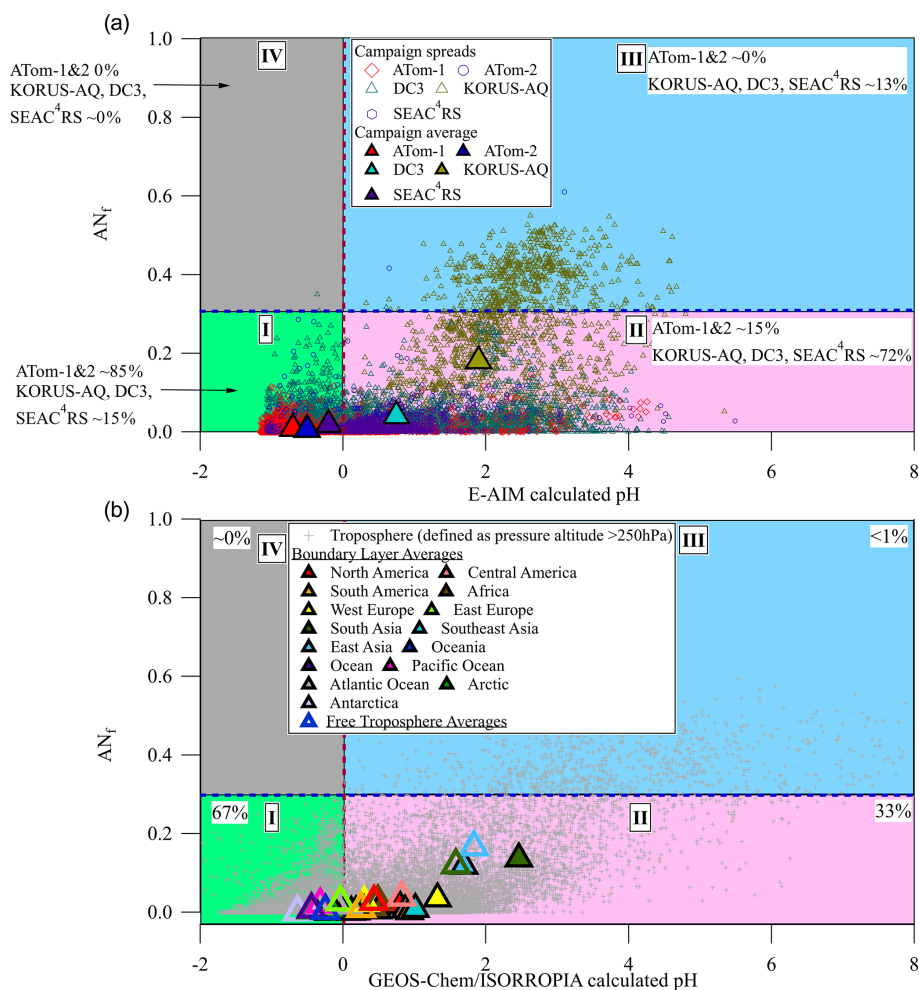 (a)
1.0
0.8
0.6
0.4
0.2
0.0
AN_f
IV
III
I
II
ATom-1&2 0%
KORUS-AQ, DC3,
SEAC⁴RS ~0%
Campaign spreads
ATom-1 ATom-2
DC3 KORUS-AQ
SEAC⁴RS
Campaign average
ATom-1 ATom-2
DC3 KORUS-AQ
SEAC⁴RS
ATom-1&2 ~0%
KORUS-AQ, DC3, SEAC⁴RS ~13%
ATom-1&2 ~15%
KORUS-AQ, DC3, SEAC⁴RS ~72%
ATom-1&2 ~85%
KORUS-AQ, DC3,
SEAC⁴RS ~15%
-2 0 2 4 6 8
E-AIM calculated pH
(b)
1.0
0.8
0.6
0.4
0.2
0.0
AN_f
~0%
IV
III
<1%
Troposphere (defined as pressure altitude >250hPa)
Boundary Layer Averages
North America Central America
South America Africa
West Europe East Europe
South Asia Southeast Asia
East Asia Oceania
Ocean Pacific Ocean
Atlantic Ocean Arctic
Antarctica
Free Troposphere Averages
67%
I
II
33%
-2 0 2 4 6 8
GEOS-Chem/ISORROPIA calculated pH